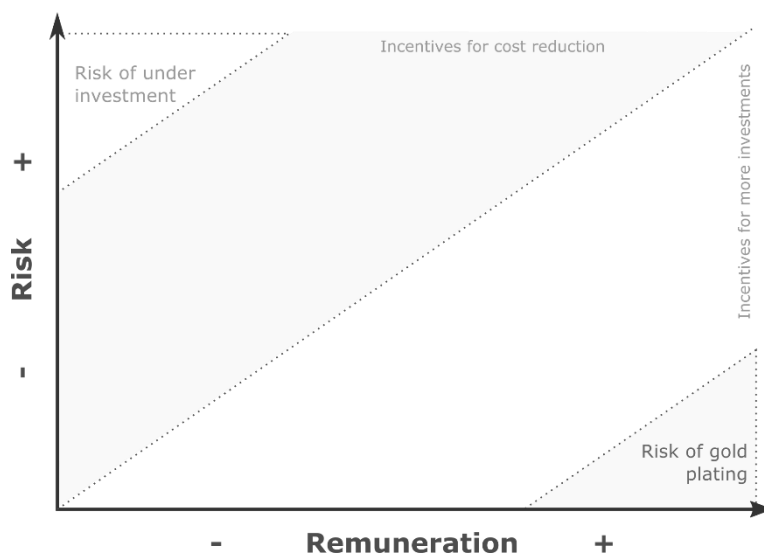 Incentives for cost reduction
Risk of under
investment
Incentives for more investments
- Risk +
Risk of gold
plating
- Remuneration +